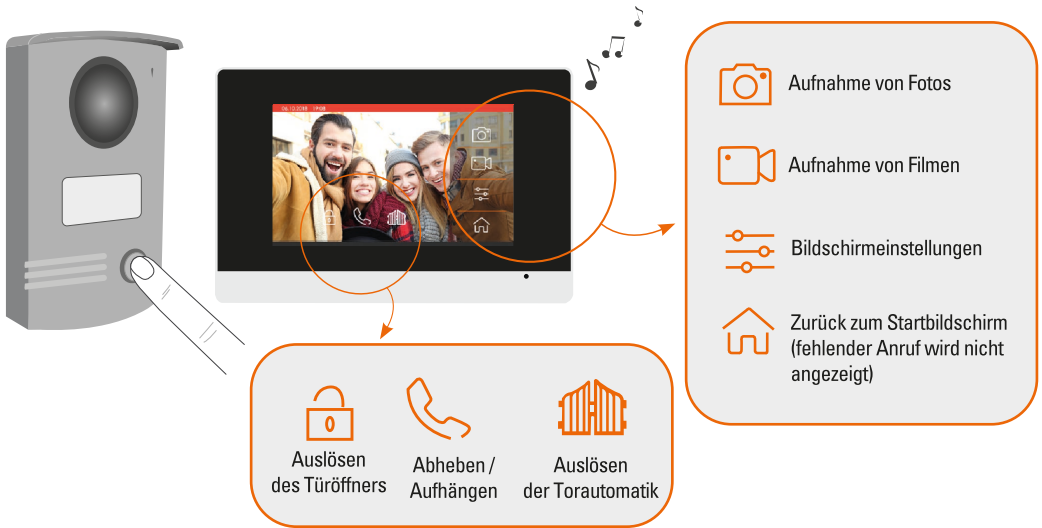 06.10.2018 19:08
Aufnahme von Fotos
Aufnahme von Filmen
Bildschirmeinstellungen
Zurück zum Startbildschirm
(fehlender Anruf wird nicht
angezeigt)
Auslösen
des Türöffners
Abheben /
Aufhängen
Auslösen
der Torautomatik